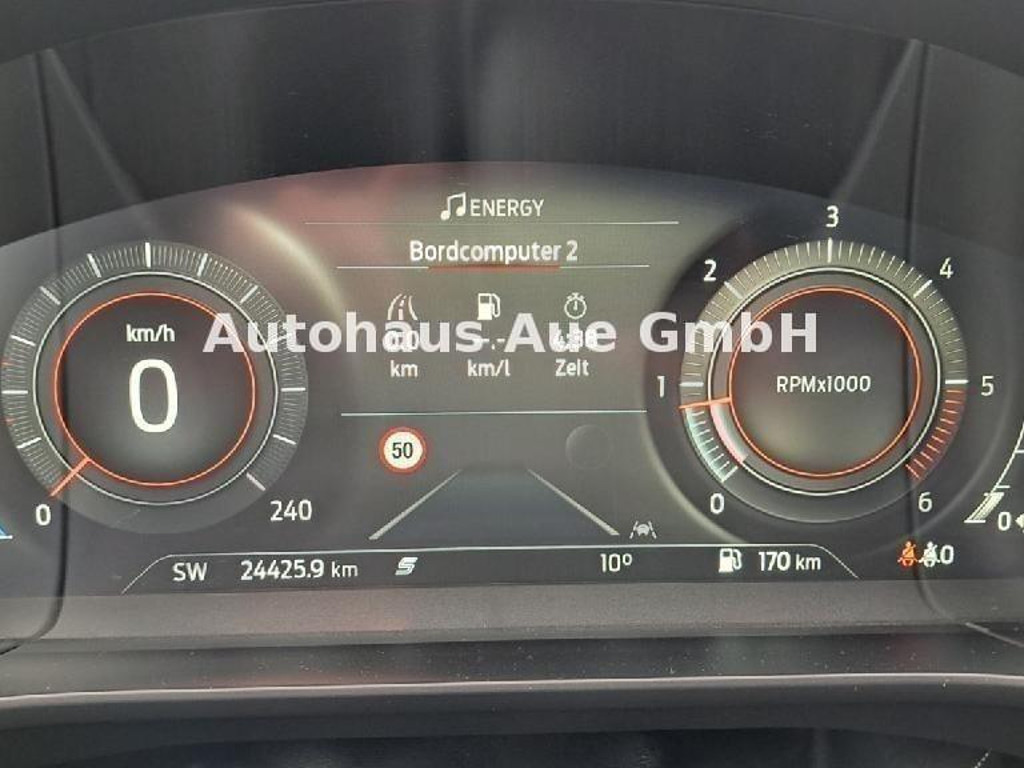 ENERGY
Bordcomputer 2
Autohaus Aue GmbH
km/h
0
km
km/l
Zeit
50
0
240
0
1
2
3
4
5
6
RPMx1000
0
SW 24425.9 km
10°
170 km